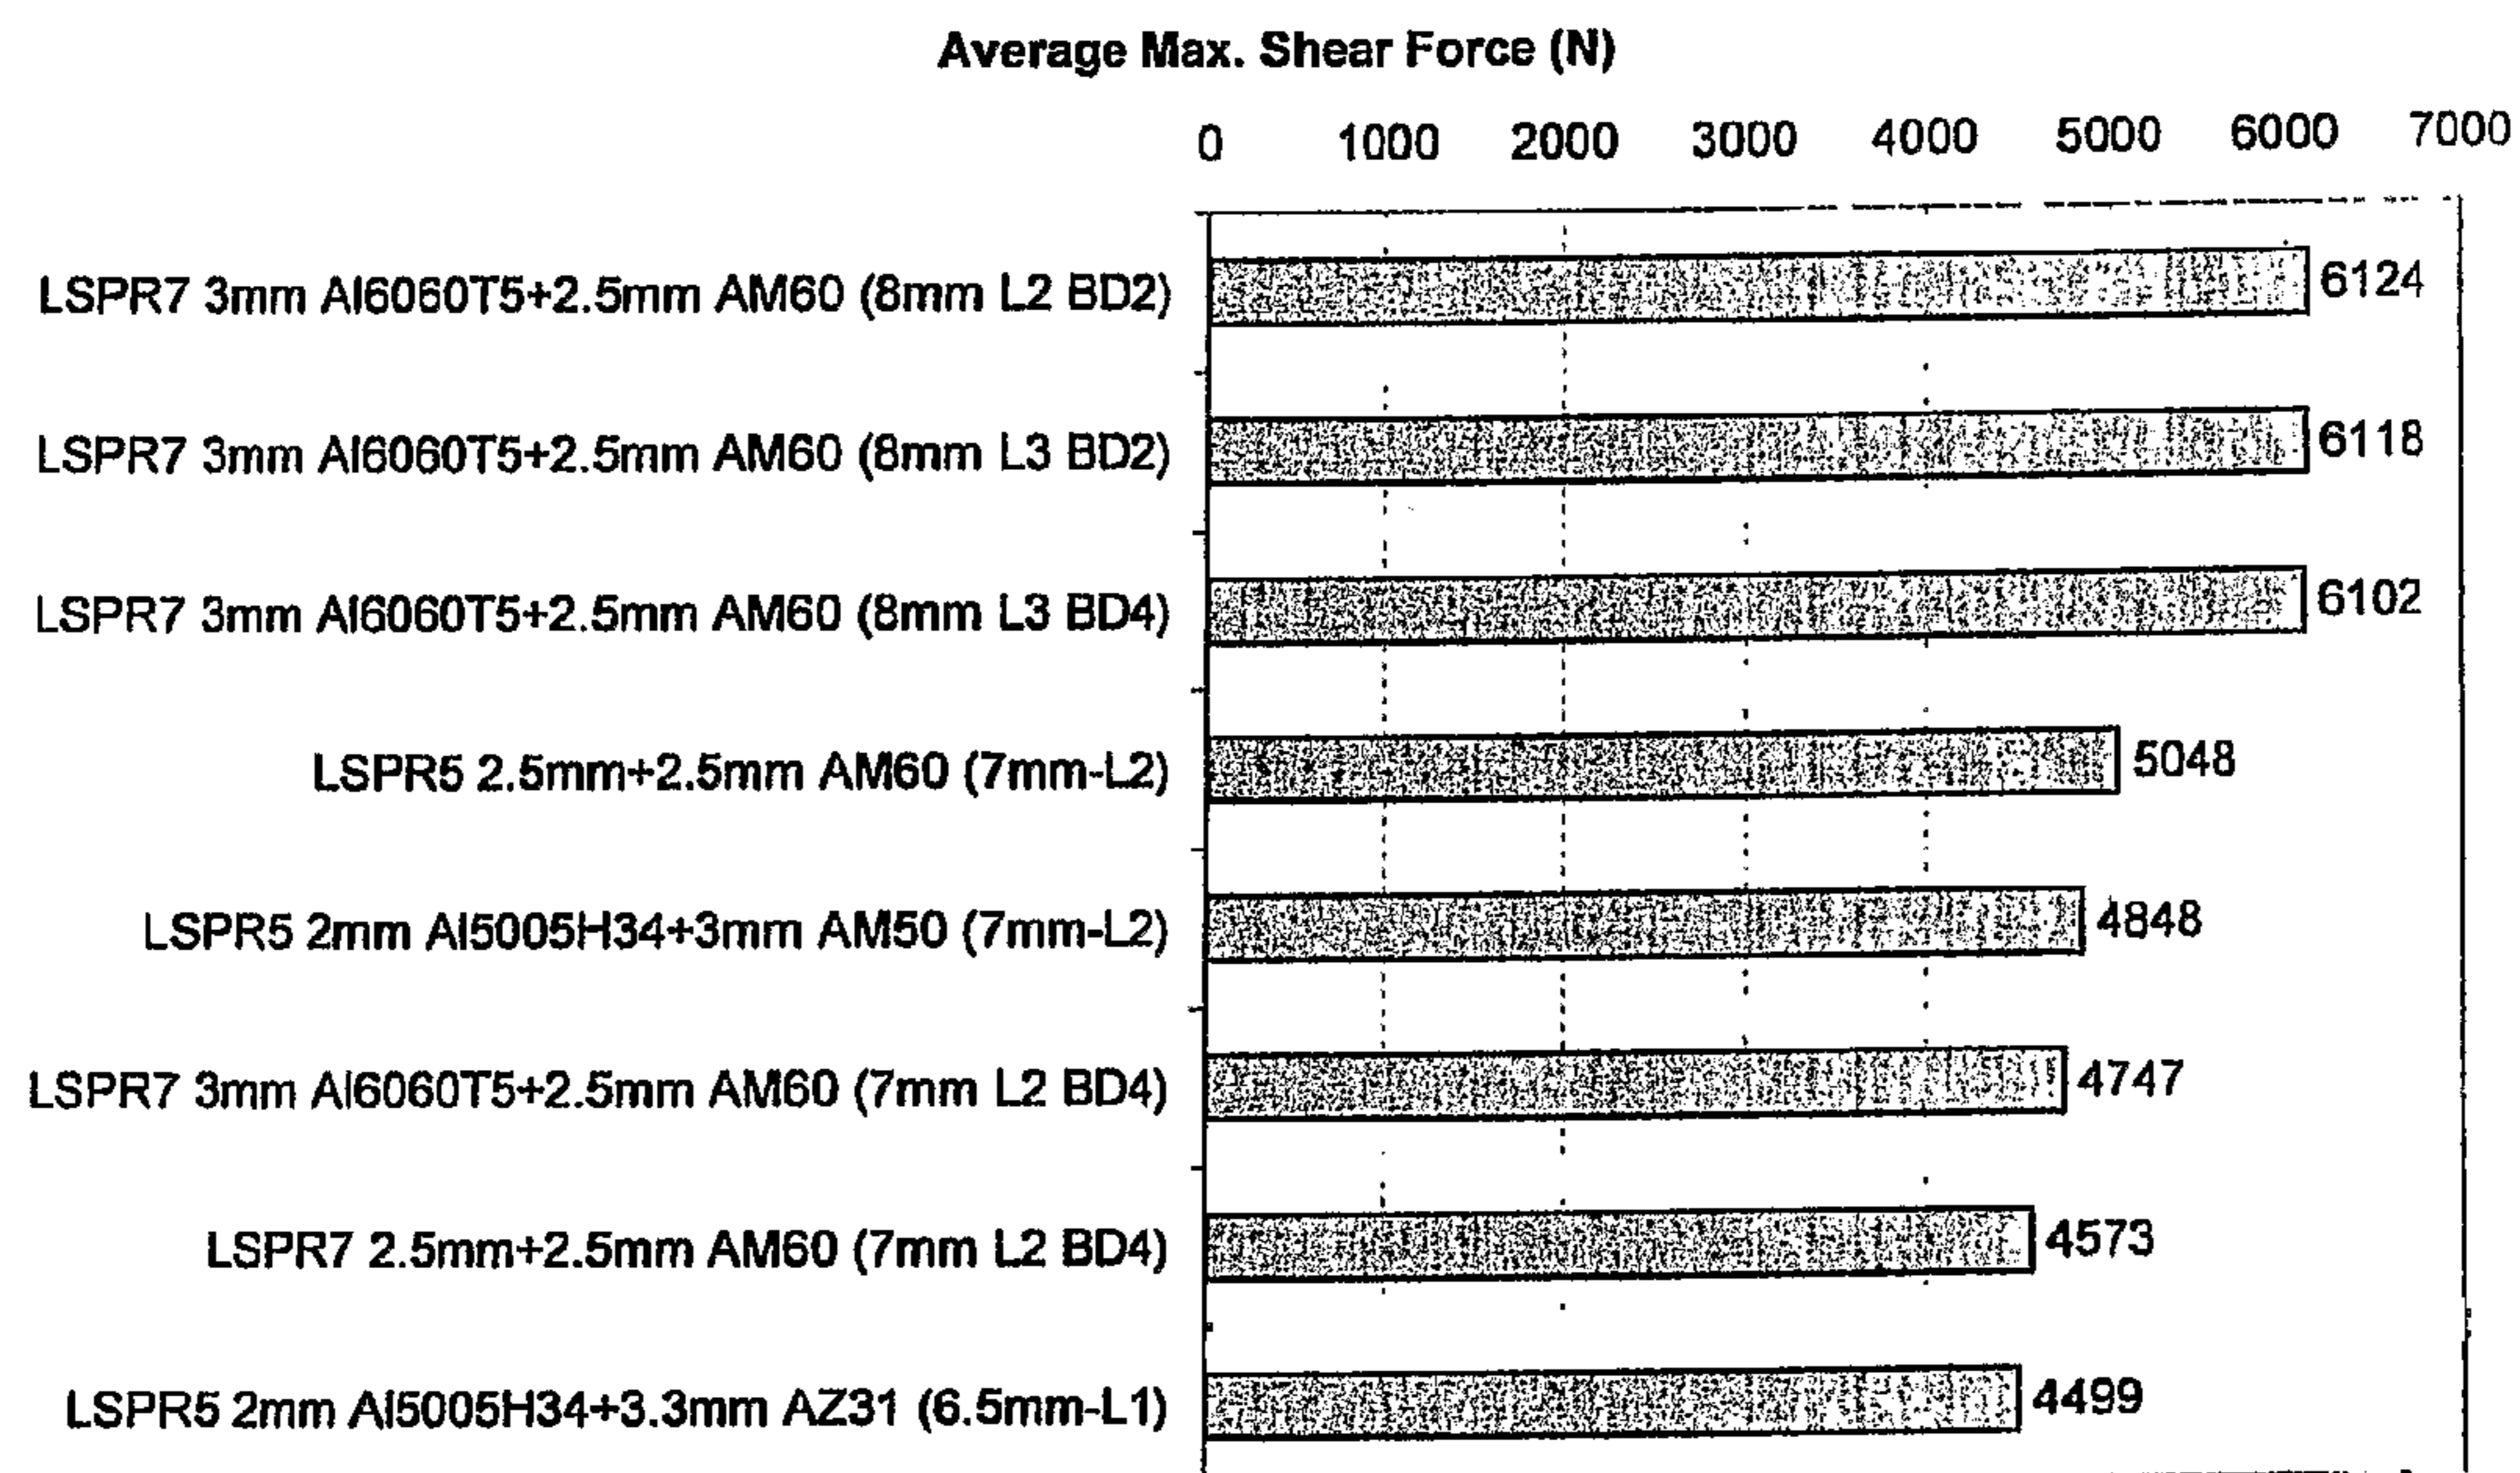 Average Max. Shear Force (N)
0 1000 2000 3000 4000 5000 6000 7000
LSPR7 3mm Al6060T5+2.5mm AM60 (8mm L2 BD2) 6124
LSPR7 3mm Al6060T5+2.5mm AM60 (8mm L3 BD2) 6118
LSPR7 3mm Al6060T5+2.5mm AM60 (8mm L3 BD4) 6102
LSPR5 2.5mm+2.5mm AM60 (7mm-L2) 5048
LSPR5 2mm Al5005H34+3mm AM50 (7mm-L2) 4848
LSPR7 3mm Al6060T5+2.5mm AM60 (7mm L2 BD4) 4747
LSPR7 2.5mm+2.5mm AM60 (7mm L2 BD4) 4573
LSPR5 2mm Al5005H34+3.3mm AZ31 (6.5mm-L1) 4499